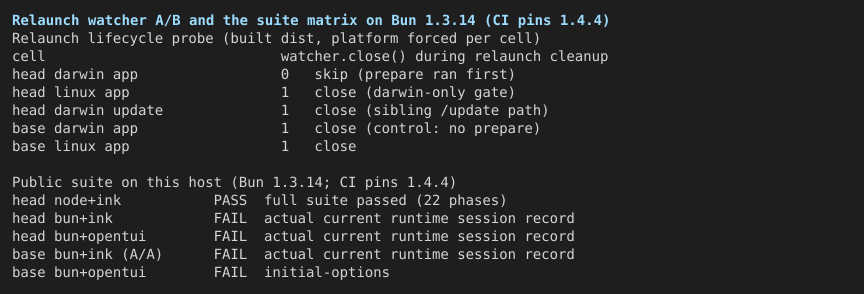 Relaunch watcher A/B and the suite matrix on Bun 1.3.14 (CI pins 1.4.4)
Relaunch lifecycle probe (built dist, platform forced per cell)
cell watcher.close() during relaunch cleanup
head darwin app 0 skip (prepare ran first)
head linux app 1 close (darwin-only gate)
head darwin update 1 close (sibling /update path)
base darwin app 1 close (control: no prepare)
base linux app 1 close
Public suite on this host (Bun 1.3.14; CI pins 1.4.4)
head node+ink PASS full suite passed (22 phases)
head bun+ink FAIL actual current runtime session record
head bun+opentui FAIL actual current runtime session record
base bun+ink (A/A) FAIL actual current runtime session record
base bun+opentui FAIL initial-options